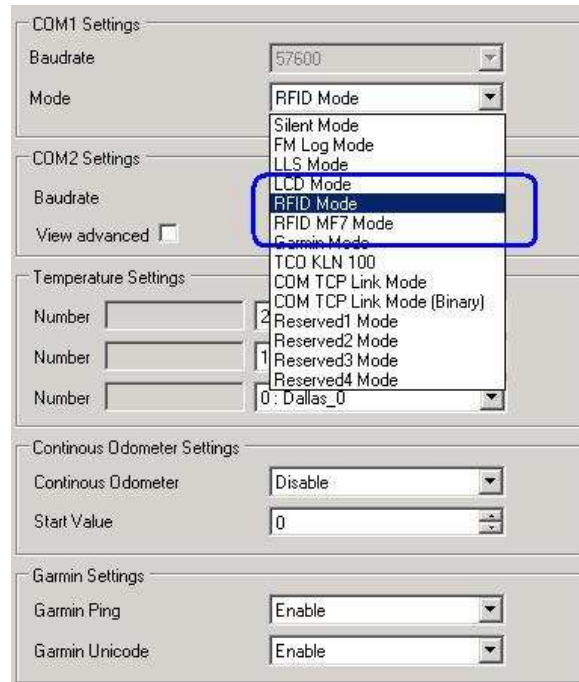 COM1 Settings
Baudrate 57600
Mode RFID Mode
Silent Mode
FM Log Mode
LLS Mode
LCD Mode
RFID Mode
RFID MF7 Mode
Garmin Mode
TCO KLN 100
COM TCP Link Mode
COM TCP Link Mode (Binary)
Reserved1 Mode
Reserved2 Mode
Reserved3 Mode
Reserved4 Mode
COM2 Settings
Baudrate
View advanced
Temperature Settings
Number 2
Number 1
Number 0 : Dallas_0
Continous Odometer Settings
Continous Odometer Disable
Start Value 0
Garmin Settings
Garmin Ping Enable
Garmin Unicode Enable